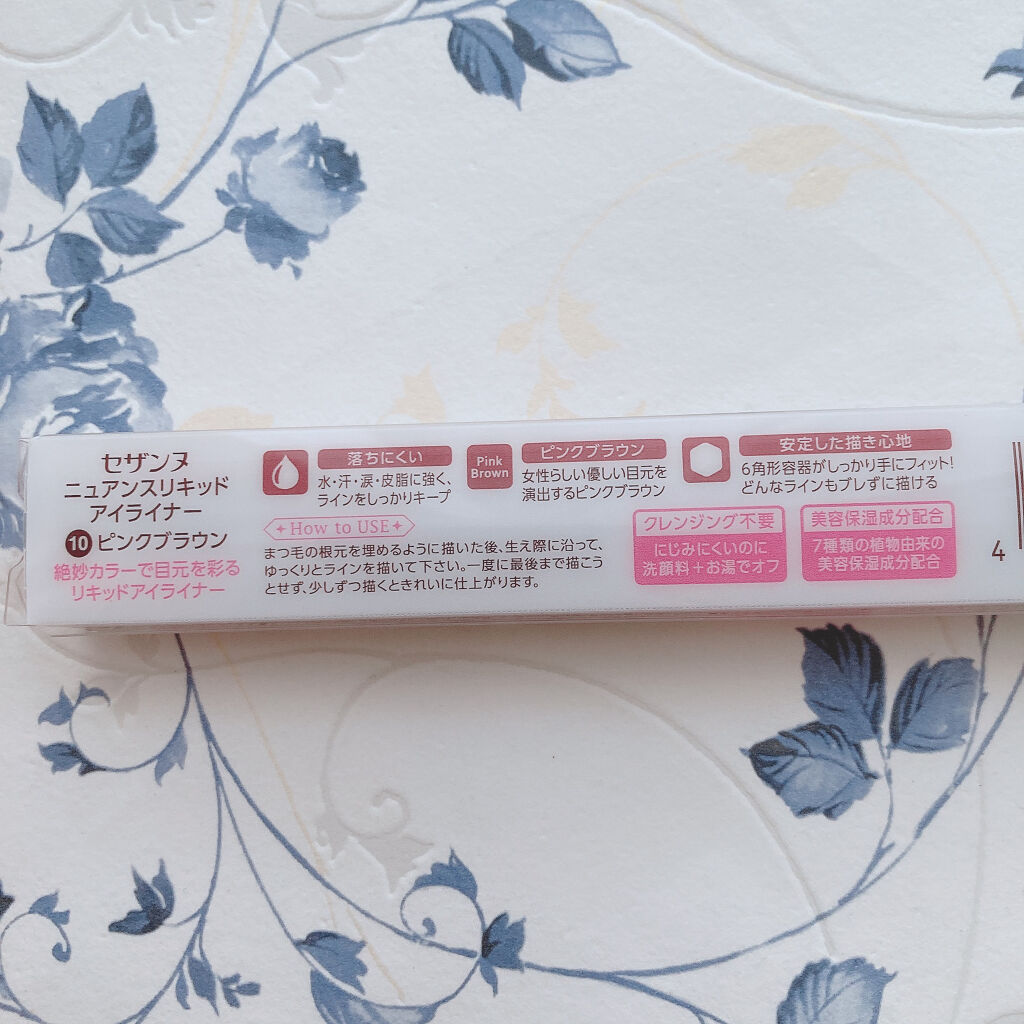 セザンヌ
ニュアンスリキッド
アイライナー
10 ピンクブラウン
絶妙カラーで目元を彩る
リキッドアイライナー
落ちにくい
水・汗・涙・皮脂に強く、
ラインをしっかりキープ
Pink
Brown
ピンクブラウン
女性らしい優しい目元を
演出するピンクブラウン
安定した描き心地
6角形容器がしっかり手にフィット!
どんなラインもブレずに描ける
How to USE
まつ毛の根元を埋めるように描いた後、生え際に沿って、
ゆっくりとラインを描いて下さい。一度に最後まで描こう
とせず、少しずつ描くときれいに仕上がります。
クレンジング不要
にじみにくいのに
洗顔料+お湯でオフ
美容保湿成分配合
7種類の植物由来の
美容保湿成分配合
4